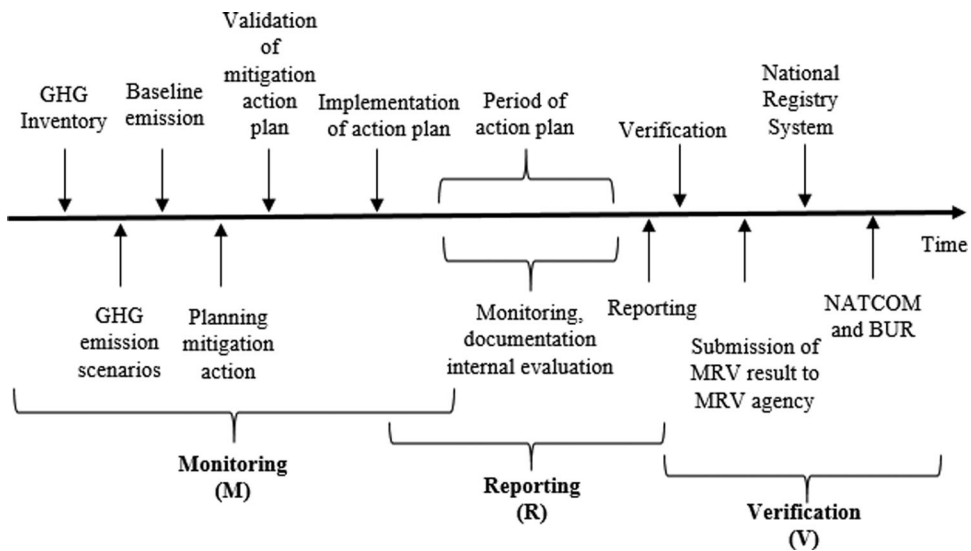 GHG
Inventory
Baseline
emission
Validation
of
mitigation
action
plan
Implementation
of action plan
Period of
action plan
Verification
National
Registry
System
Time
GHG
emission
scenarios
Planning
mitigation
action
Monitoring,
documentation
internal evaluation
Reporting
Submission of
MRV result to
MRV agency
NATCOM
and BUR
Monitoring
(M)
Reporting
(R)
Verification
(V)